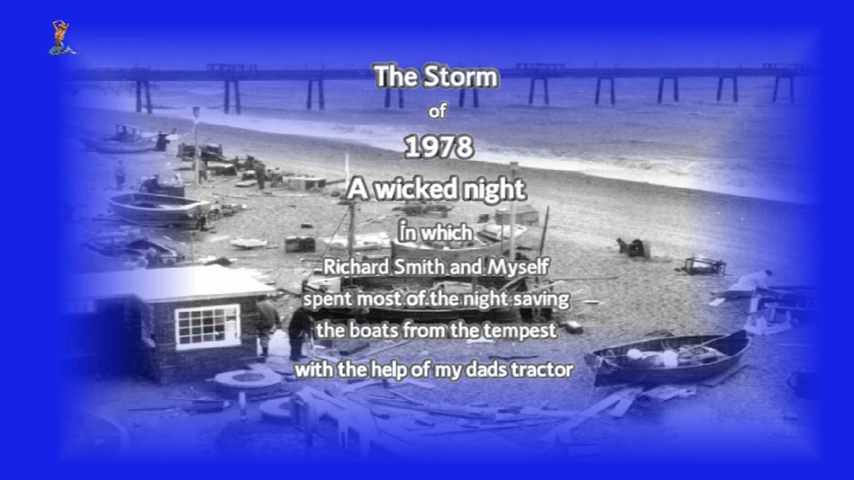 The Storm
of
1978
A wicked night
in which
Richard Smith and Myself
spent most of the night saving
the boats from the tempest
with the help of my dads tractor